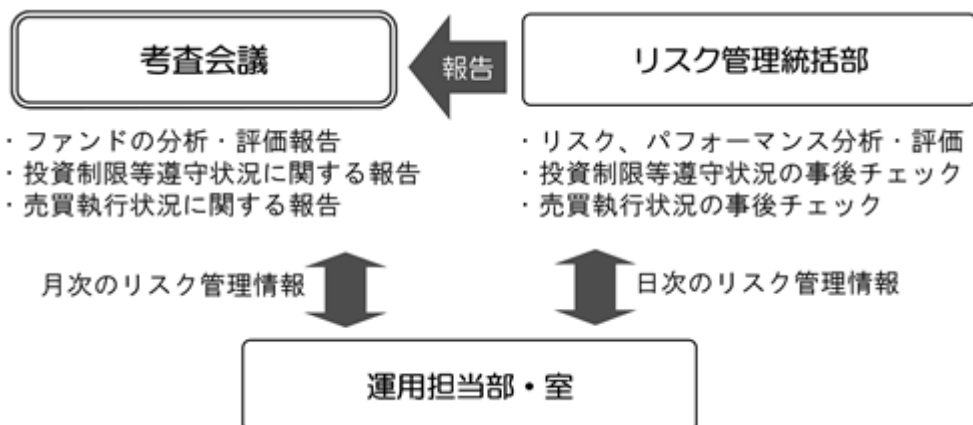 考査会議
報告
リスク管理統括部
・ファンドの分析・評価報告
・投資制限等遵守状況に関する報告
・売買執行状況に関する報告
・リスク、パフォーマンス分析・評価
・投資制限等遵守状況の事後チェック
・売買執行状況の事後チェック
月次のリスク管理情報
日次のリスク管理情報
運用担当部・室